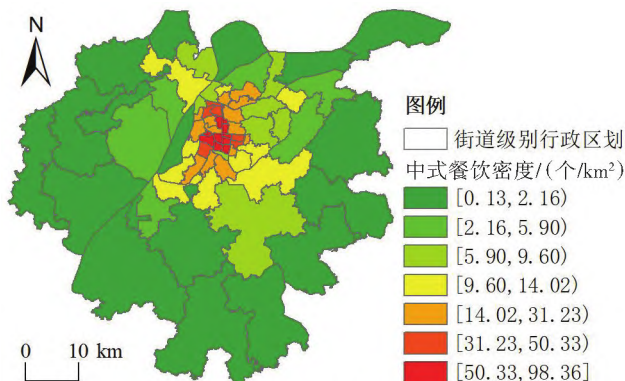 N
图例
街道级别行政区划
中式餐饮密度/(个/km²)
[0.13,2.16)
[2.16,5.90)
[5.90,9.60)
[9.60,14.02)
[14.02,31.23)
[31.23,50.33)
[50.33,98.36]
0 10 km